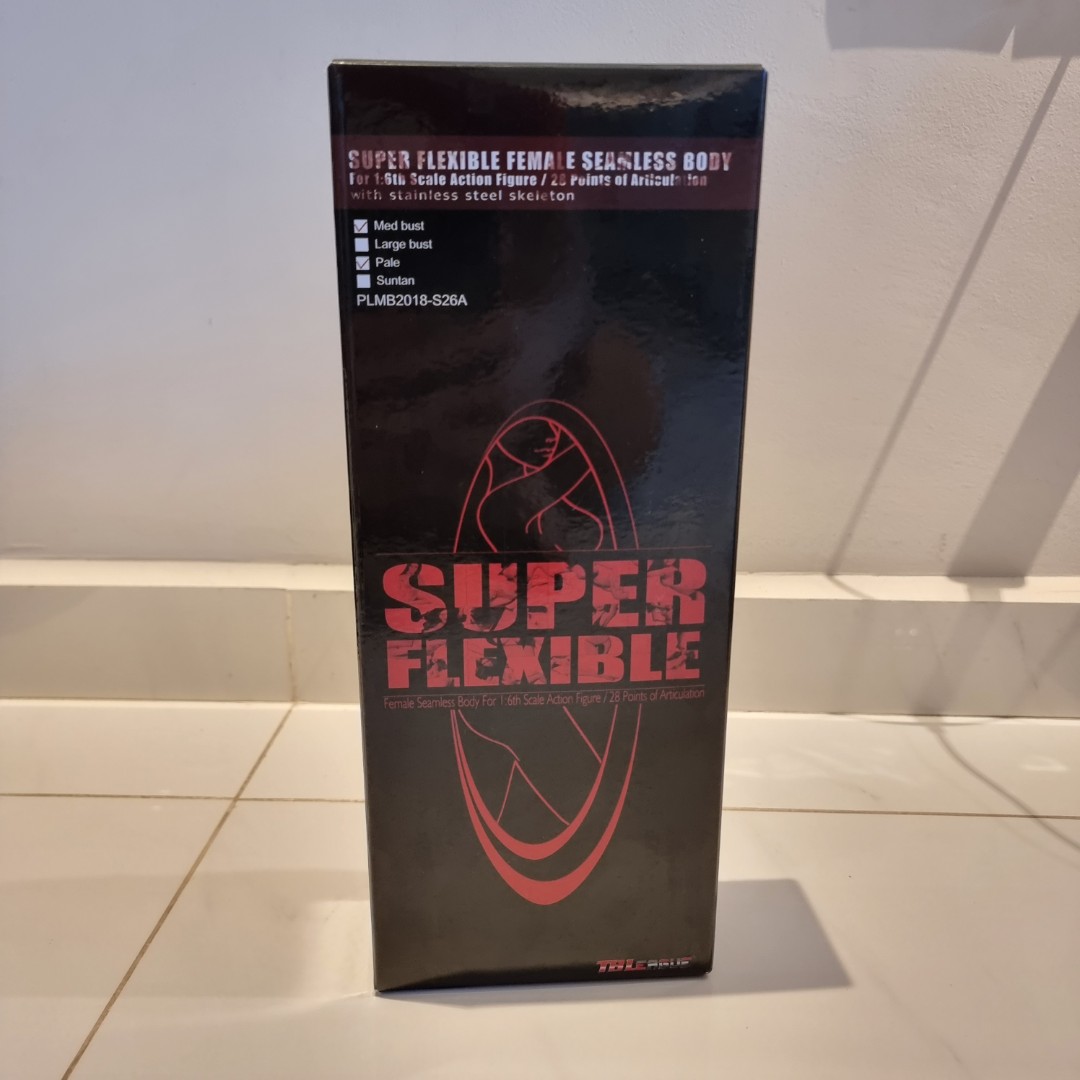 SUPER FLEXIBLE FEMALE SEAMLESS BODY
For 1:6th Scale Action Figure / 28 Points of Articulation
with stainless steel skeleton
Med bust
Large bust
Pale
Suntan
PLMB2018-S26A
SUPER
FLEXIBLE
Female Seamless Body For 1:6th Scale Action Figure / 28 Points of Articulation
TBLEAGUE